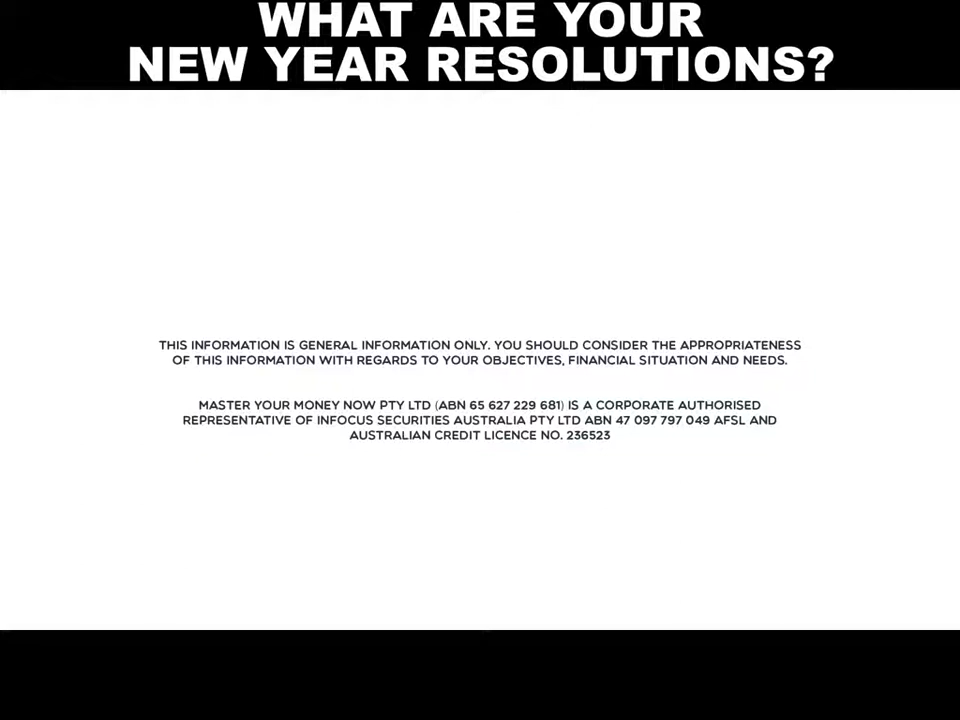 WHAT ARE YOUR
NEW YEAR RESOLUTIONS?
THIS INFORMATION IS GENERAL INFORMATION ONLY. YOU SHOULD CONSIDER THE APPROPRIATENESS
OF THIS INFORMATION WITH REGARDS TO YOUR OBJECTIVES, FINANCIAL SITUATION AND NEEDS.
MASTER YOUR MONEY NOW PTY LTD (ABN 65 627 229 681) IS A CORPORATE AUTHORISED
REPRESENTATIVE OF INFOCUS SECURITIES AUSTRALIA PTY LTD ABN 47 097 797 049 AFSL AND
AUSTRALIAN CREDIT LICENCE NO. 236523